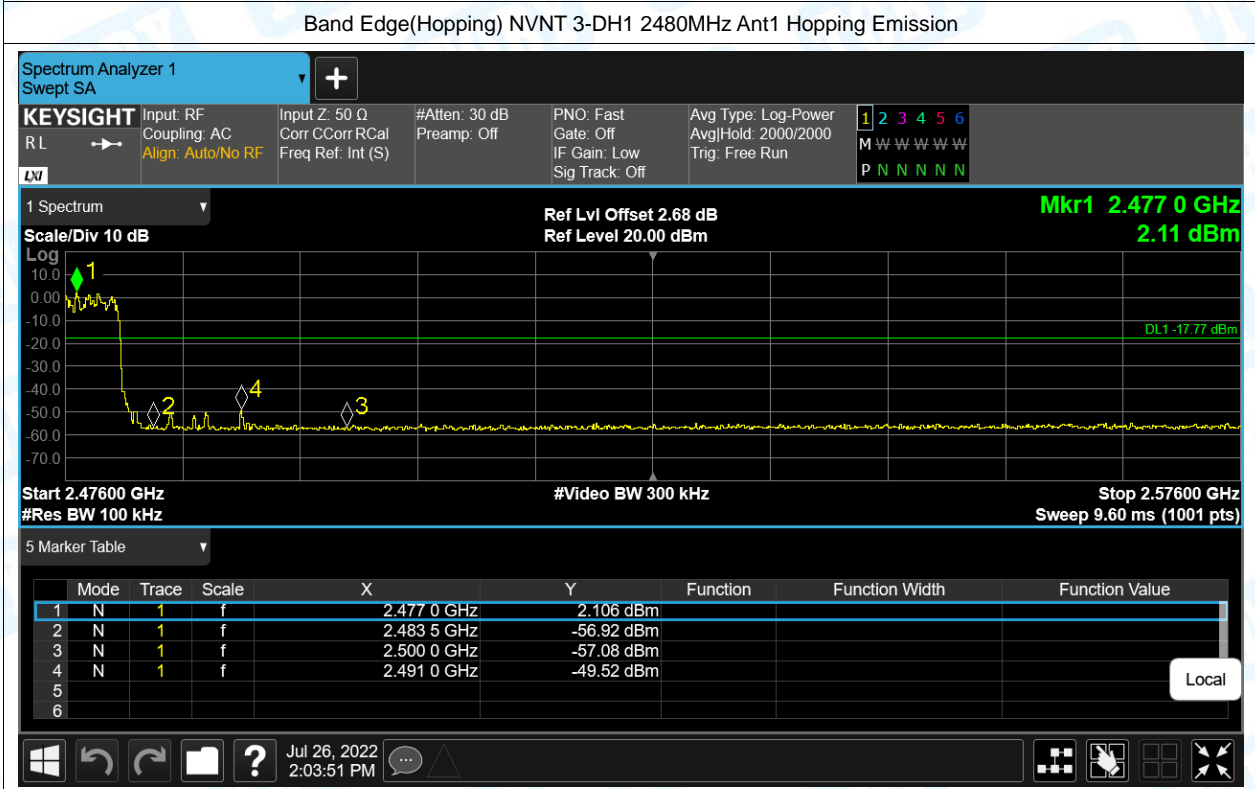 Band Edge(Hopping) NVNT 3-DH1 2480MHz Ant1 Hopping Emission
Spectrum Analyzer 1
Swept SA
KEYSIGHT
R L
LXI
Input: RF
Coupling: AC
Align: Auto/No RF
Input Z: 50 Ω
Corr CCorr RCal
Freq Ref: Int (S)
#Atten: 30 dB
Preamp: Off
PNO: Fast
Gate: Off
IF Gain: Low
Sig Track: Off
Avg Type: Log-Power
Avg|Hold: 2000/2000
Trig: Free Run
1 2 3 4 5 6
M W W W W W
P N N N N N
1 Spectrum
Scale/Div 10 dB
Ref Lvl Offset 2.68 dB
Ref Level 20.00 dBm
Mkr1 2.477 0 GHz
2.11 dBm
Log
10.0
0.00
-10.0
-20.0
-30.0
-40.0
-50.0
-60.0
-70.0
1
2
4
3
DL1 -17.77 dBm
Start 2.47600 GHz
#Res BW 100 kHz
#Video BW 300 kHz
Stop 2.57600 GHz
Sweep 9.60 ms (1001 pts)
5 Marker Table
Mode Trace Scale X Y Function Function Width Function Value
1 N 1 f 2.477 0 GHz 2.106 dBm
2 N 1 f 2.483 5 GHz -56.92 dBm
3 N 1 f 2.500 0 GHz -57.08 dBm
4 N 1 f 2.491 0 GHz -49.52 dBm
5
6
Local
?
Jul 26, 2022
2:03:51 PM